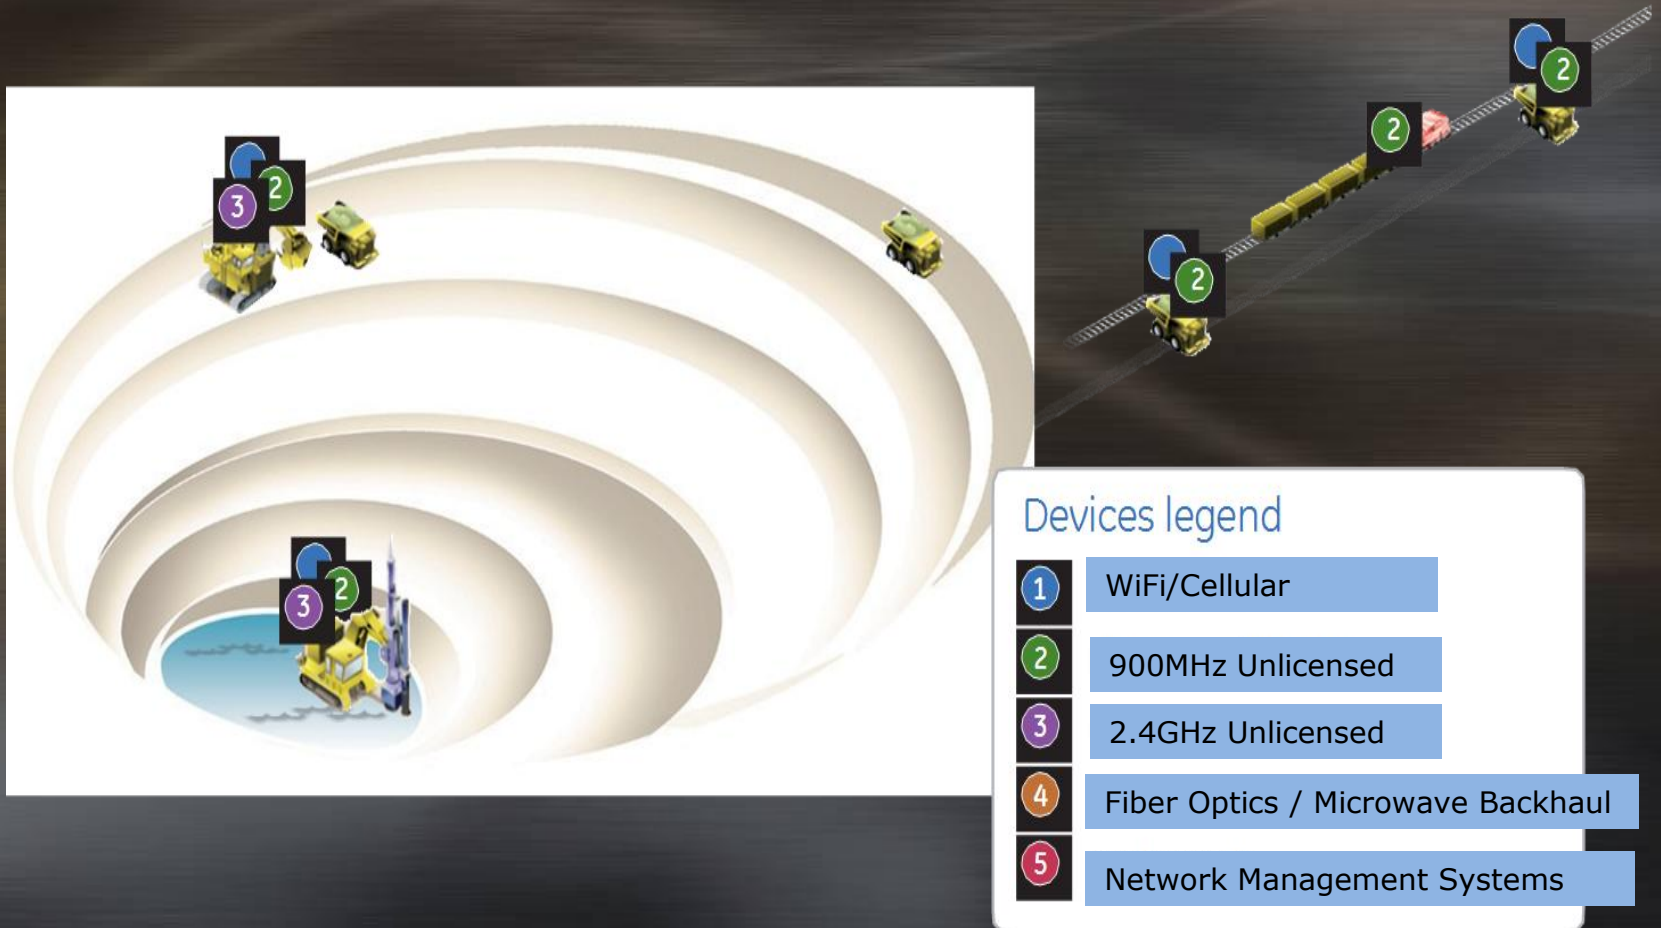 2
2
2
2
3
2
2
3
Devices legend
1 WiFi/Cellular
2 900MHz Unlicensed
3 2.4GHz Unlicensed
4 Fiber Optics / Microwave Backhaul
5 Network Management Systems